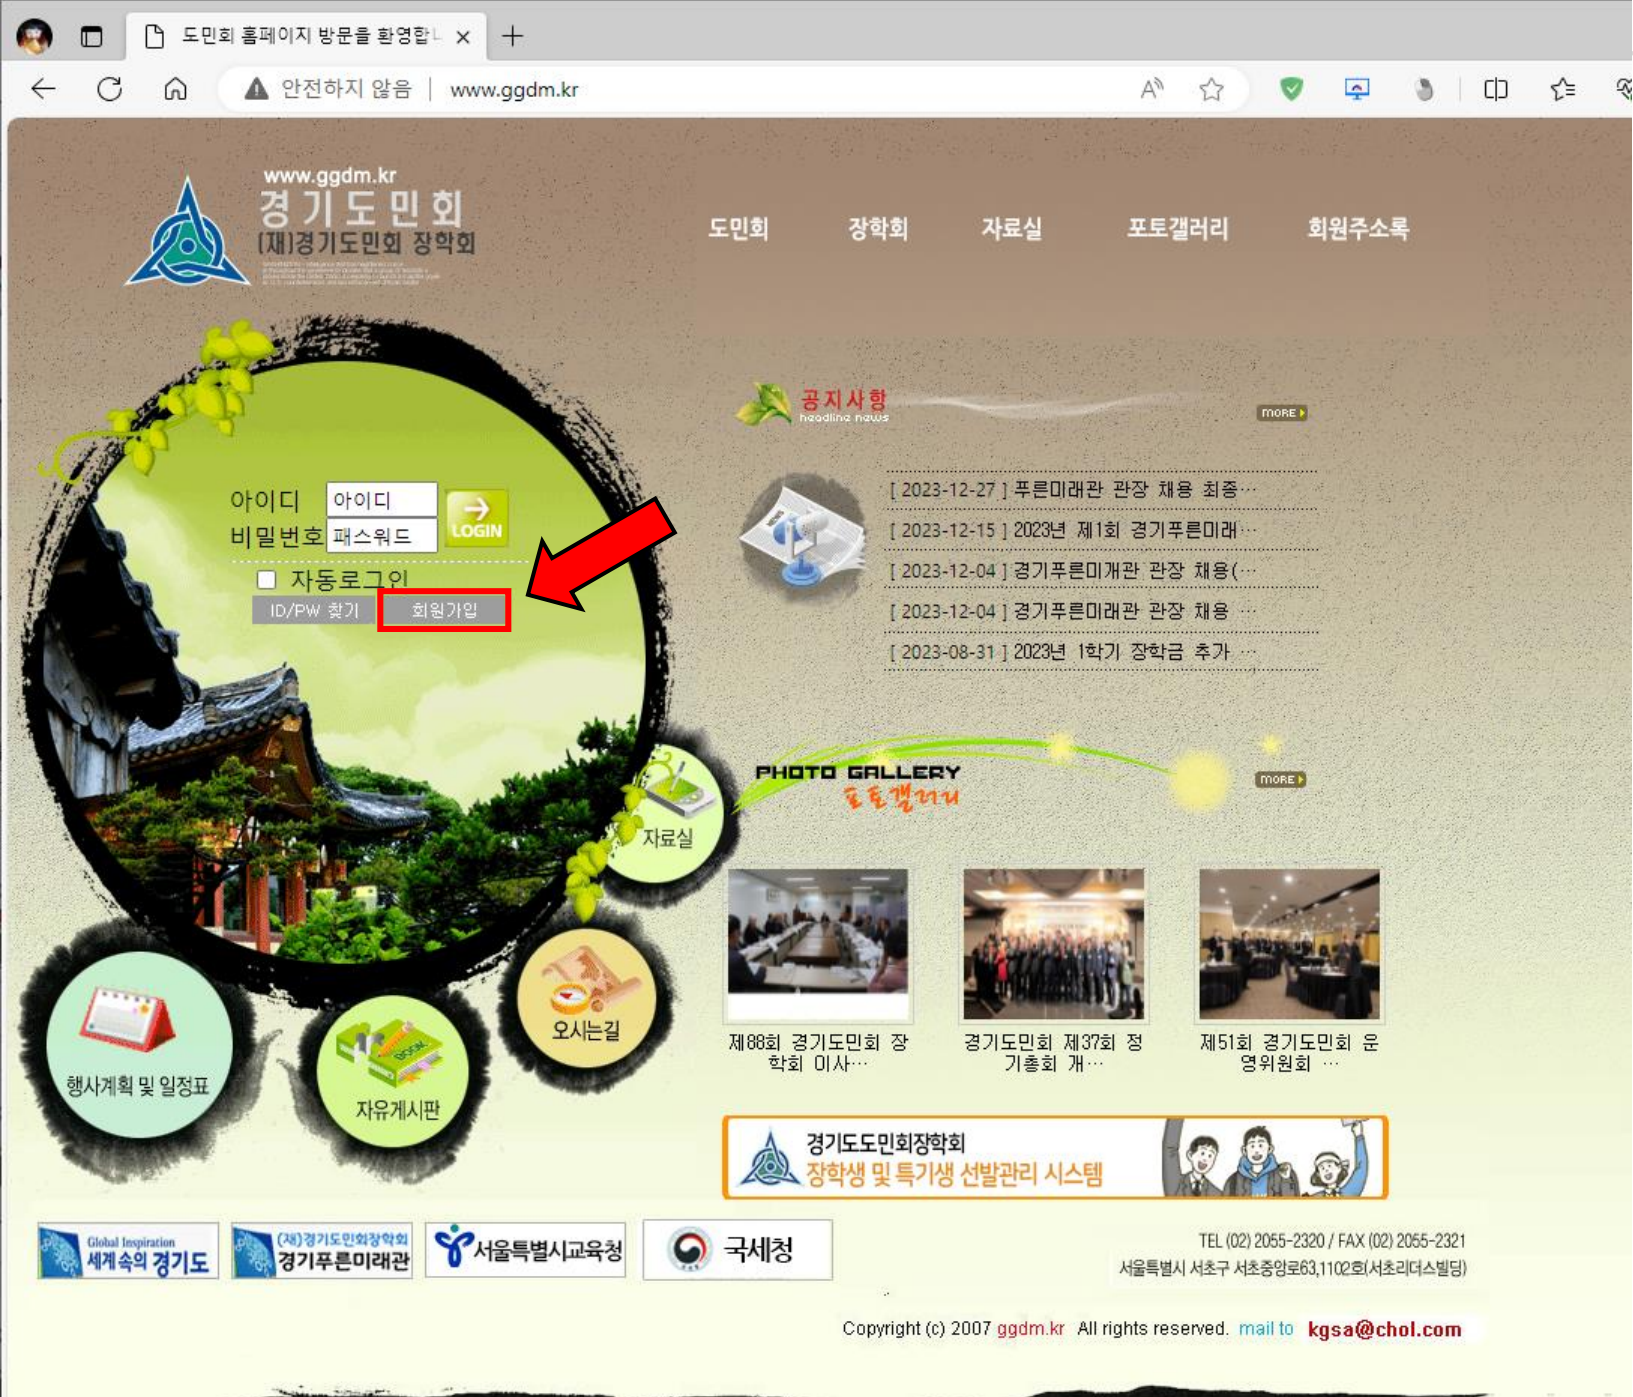 도민회 홈페이지 방문을 환영합니
안전하지 않음 | www.ggdm.kr
www.ggdm.kr
경기도민회
(재)경기도민회 장학회
도민회 장학회 자료실 포토갤러리 회원주소록
공지사항
headline news
MORE
아이디 아이디
비밀번호 패스워드
LOGIN
자동로그인
ID/PW 찾기 회원가입
[ 2023-12-27 ] 푸른미래관 관장 채용 최종…
[ 2023-12-15 ] 2023년 제1회 경기푸른미래…
[ 2023-12-04 ] 경기푸른미개관 관장 채용(…
[ 2023-12-04 ] 경기푸른미래관 관장 채용 …
[ 2023-08-31 ] 2023년 1학기 장학금 추가 …
PHOTO GALLERY
포토갤러리
MORE
자료실
오시는길
행사계획 및 일정표
자유게시판
제88회 경기도민회 장
학회 이사…
경기도민회 제37회 정
기총회 개…
제51회 경기도민회 운
영위원회 …
경기도도민회장학회
장학생 및 특기생 선발관리 시스템
Global Inspiration
세계속의 경기도
(재)경기도민회장학회
경기푸른미래관
서울특별시교육청
국세청
TEL (02) 2055-2320 / FAX (02) 2055-2321
서울특별시 서초구 서초중앙로63,1102호(서초리더스빌딩)
Copyright (c) 2007 ggdm.kr All rights reserved. mail to kgsa@chol.com